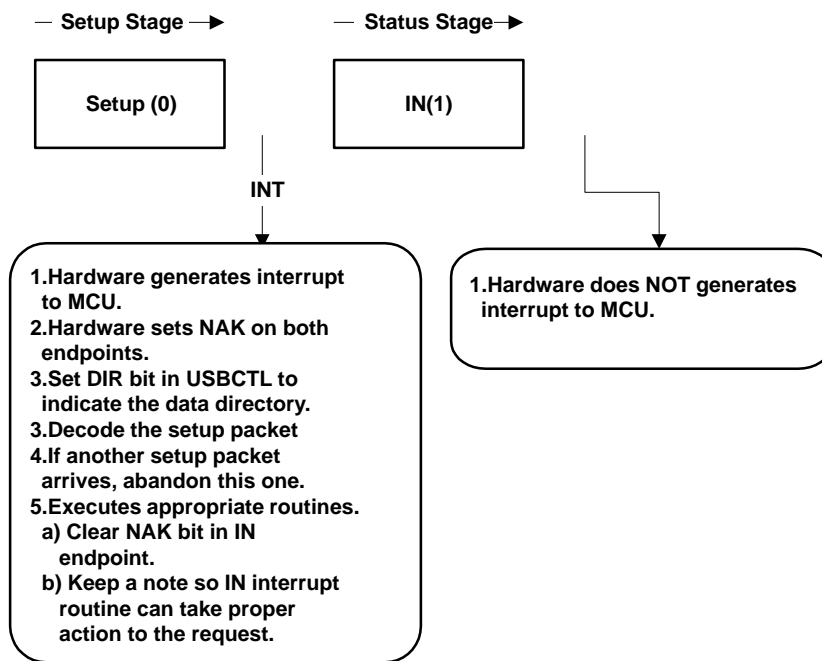 Setup Stage
Status Stage
Setup (0)
IN(1)
INT
1.Hardware generates interrupt
to MCU.
2.Hardware sets NAK on both
endpoints.
3.Set DIR bit in USBCTL to
indicate the data directory.
3.Decode the setup packet
4.If another setup packet
arrives, abandon this one.
5.Executes appropriate routines.
a) Clear NAK bit in IN
endpoint.
b) Keep a note so IN interrupt
routine can take proper
action to the request.
1.Hardware does NOT generates
interrupt to MCU.